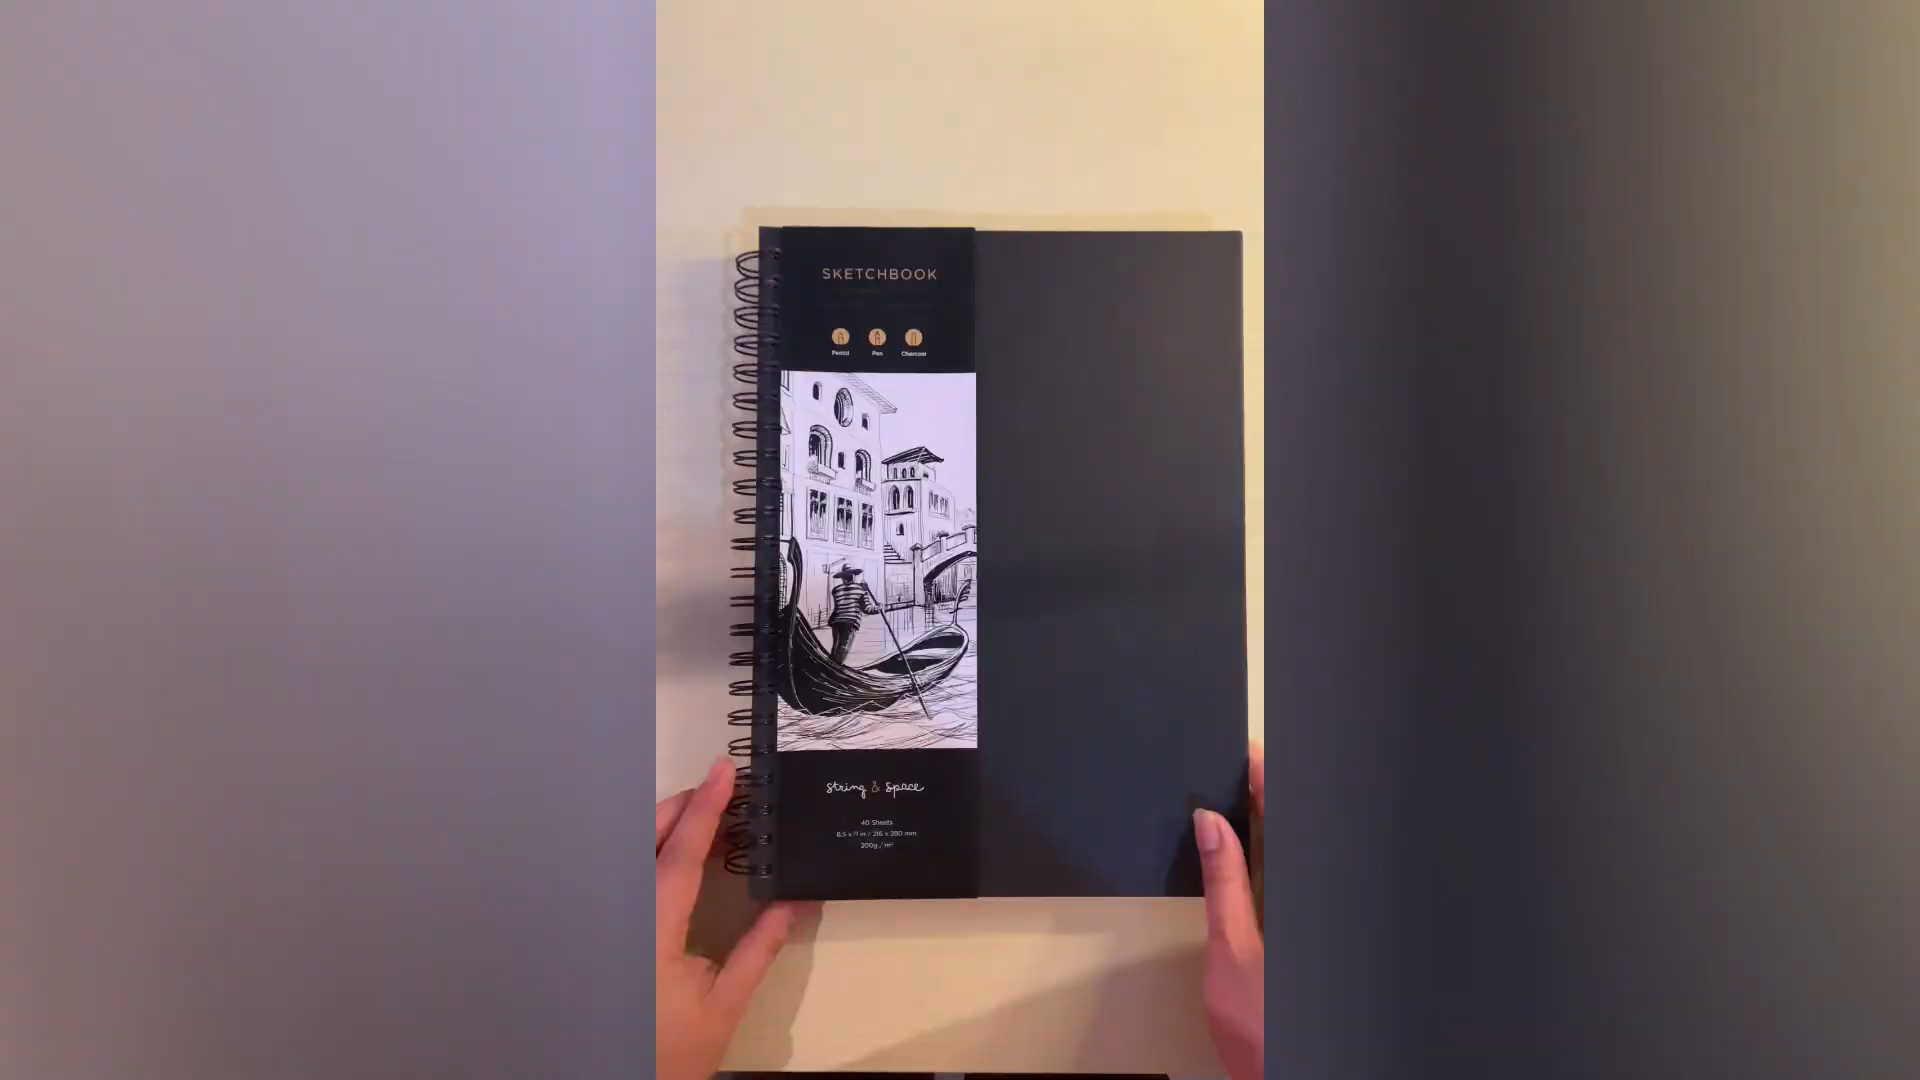 SKETCHBOOK
Pencil Pen Charcoal
String & Space
40 Sheets
8.5 x 11 in / 216 x 280 mm
200g / m²